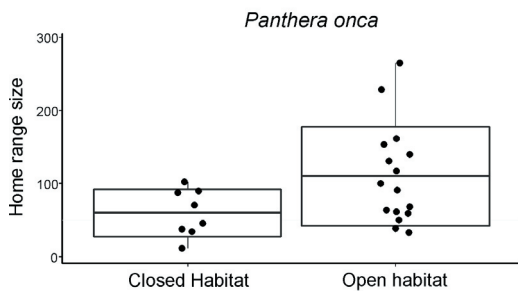 Panthera onca
Home range size
300
200
100
0
Closed Habitat
Open habitat